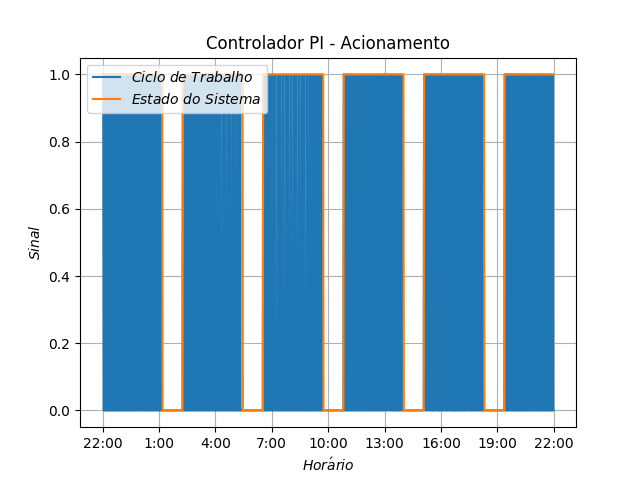 Controlador PI - Acionamento
Ciclo de Trabalho
Estado do Sistema
Sinal
1.0
0.8
0.6
0.4
0.2
0.0
22:00 1:00 4:00 7:00 10:00 13:00 16:00 19:00 22:00
Horário